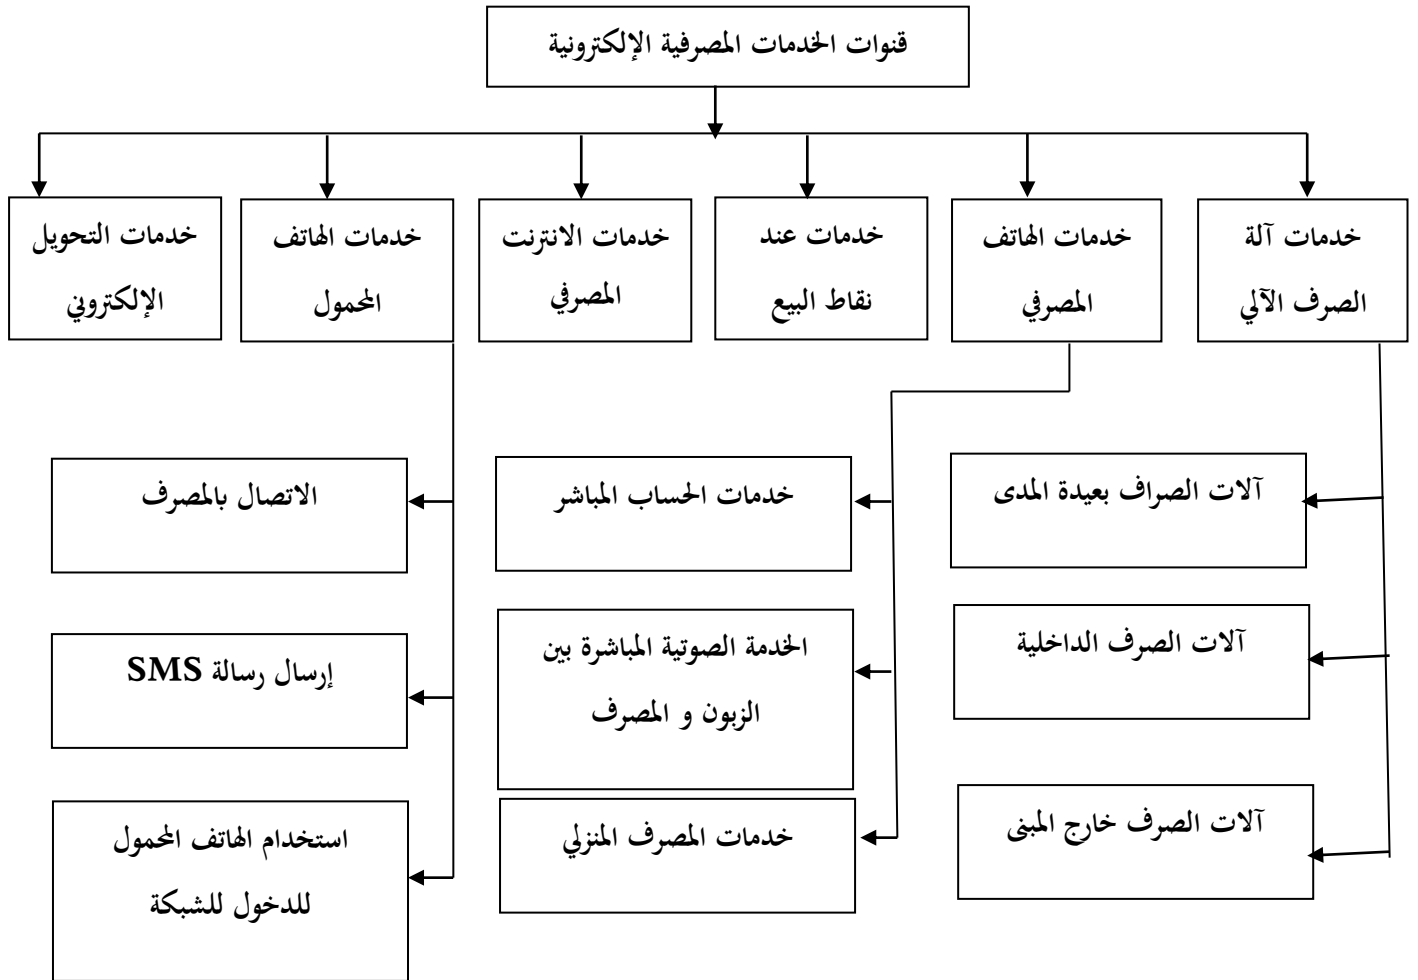 قنوات الخدمات المصرفية الإلكترونية
خدمات آلة
الصرف الآلي
خدمات الهاتف
المصرفي
خدمات عند
نقاط البيع
خدمات الانترنت
المصرفي
خدمات الهاتف
المحمول
خدمات التحويل
الإلكتروني
آلات الصراف بعيدة المدى
خدمات الحساب المباشر
الاتصال بالمصرف
آلات الصرف الداخلية
الخدمة الصوتية المباشرة بين
الزبون و المصرف
إرسال رسالة SMS
آلات الصرف خارج المبنى
خدمات المصرف المنزلي
استخدام الهاتف المحمول
للدخول للشبكة